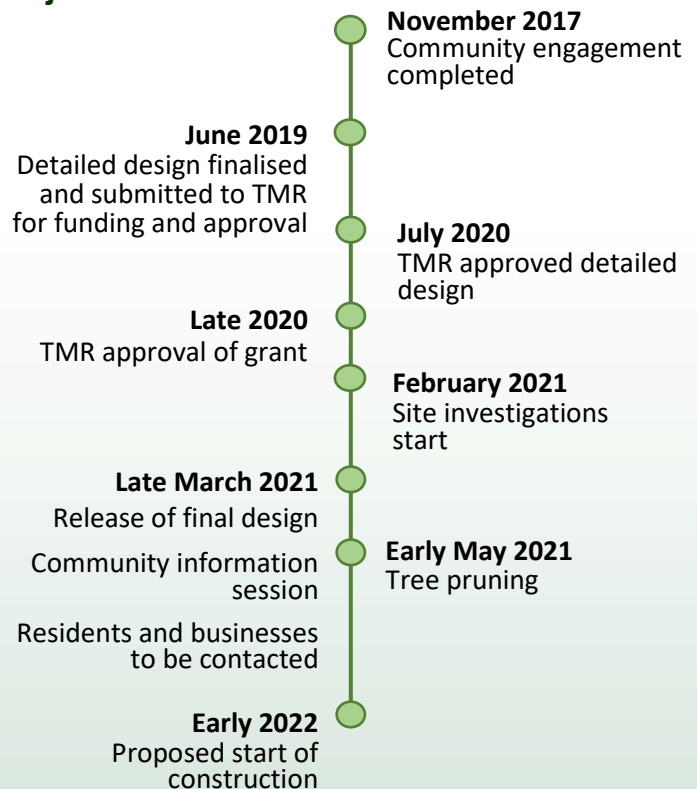 November 2017
Community engagement
completed
June 2019
Detailed design finalised
and submitted to TMR
for funding and approval
July 2020
TMR approved detailed
design
Late 2020
TMR approval of grant
February 2021
Site investigations
start
Late March 2021
Release of final design
Community information
session
Residents and businesses
to be contacted
Early May 2021
Tree pruning
Early 2022
Proposed start of
construction